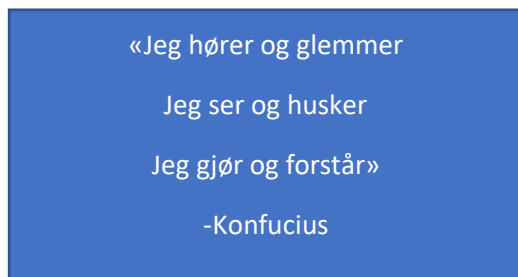 «Jeg hører og glemmer
Jeg ser og husker
Jeg gjør og forstår»
-Konfucius